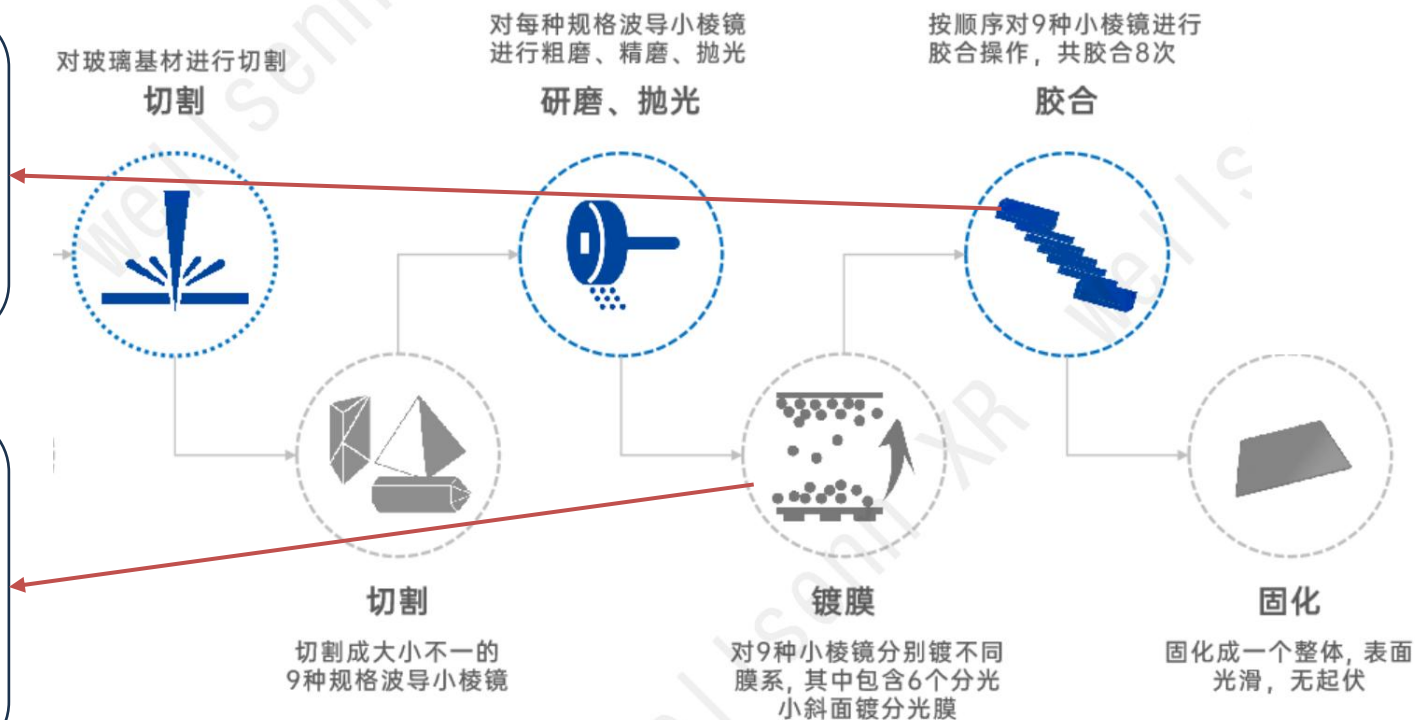 对玻璃基材进行切割
切割
对每种规格波导小棱镜
进行粗磨、精磨、抛光
研磨、抛光
按顺序对9种小棱镜进行
胶合操作，共胶合8次
胶合
切割
切割成大小不一的
9种规格波导小棱镜
镀膜
对9种小棱镜分别镀不同
膜系, 其中包含6个分光
小斜面镀分光膜
固化
固化成一个整体, 表面
光滑，无起伏
wellsenn
wells
wellsenn XR